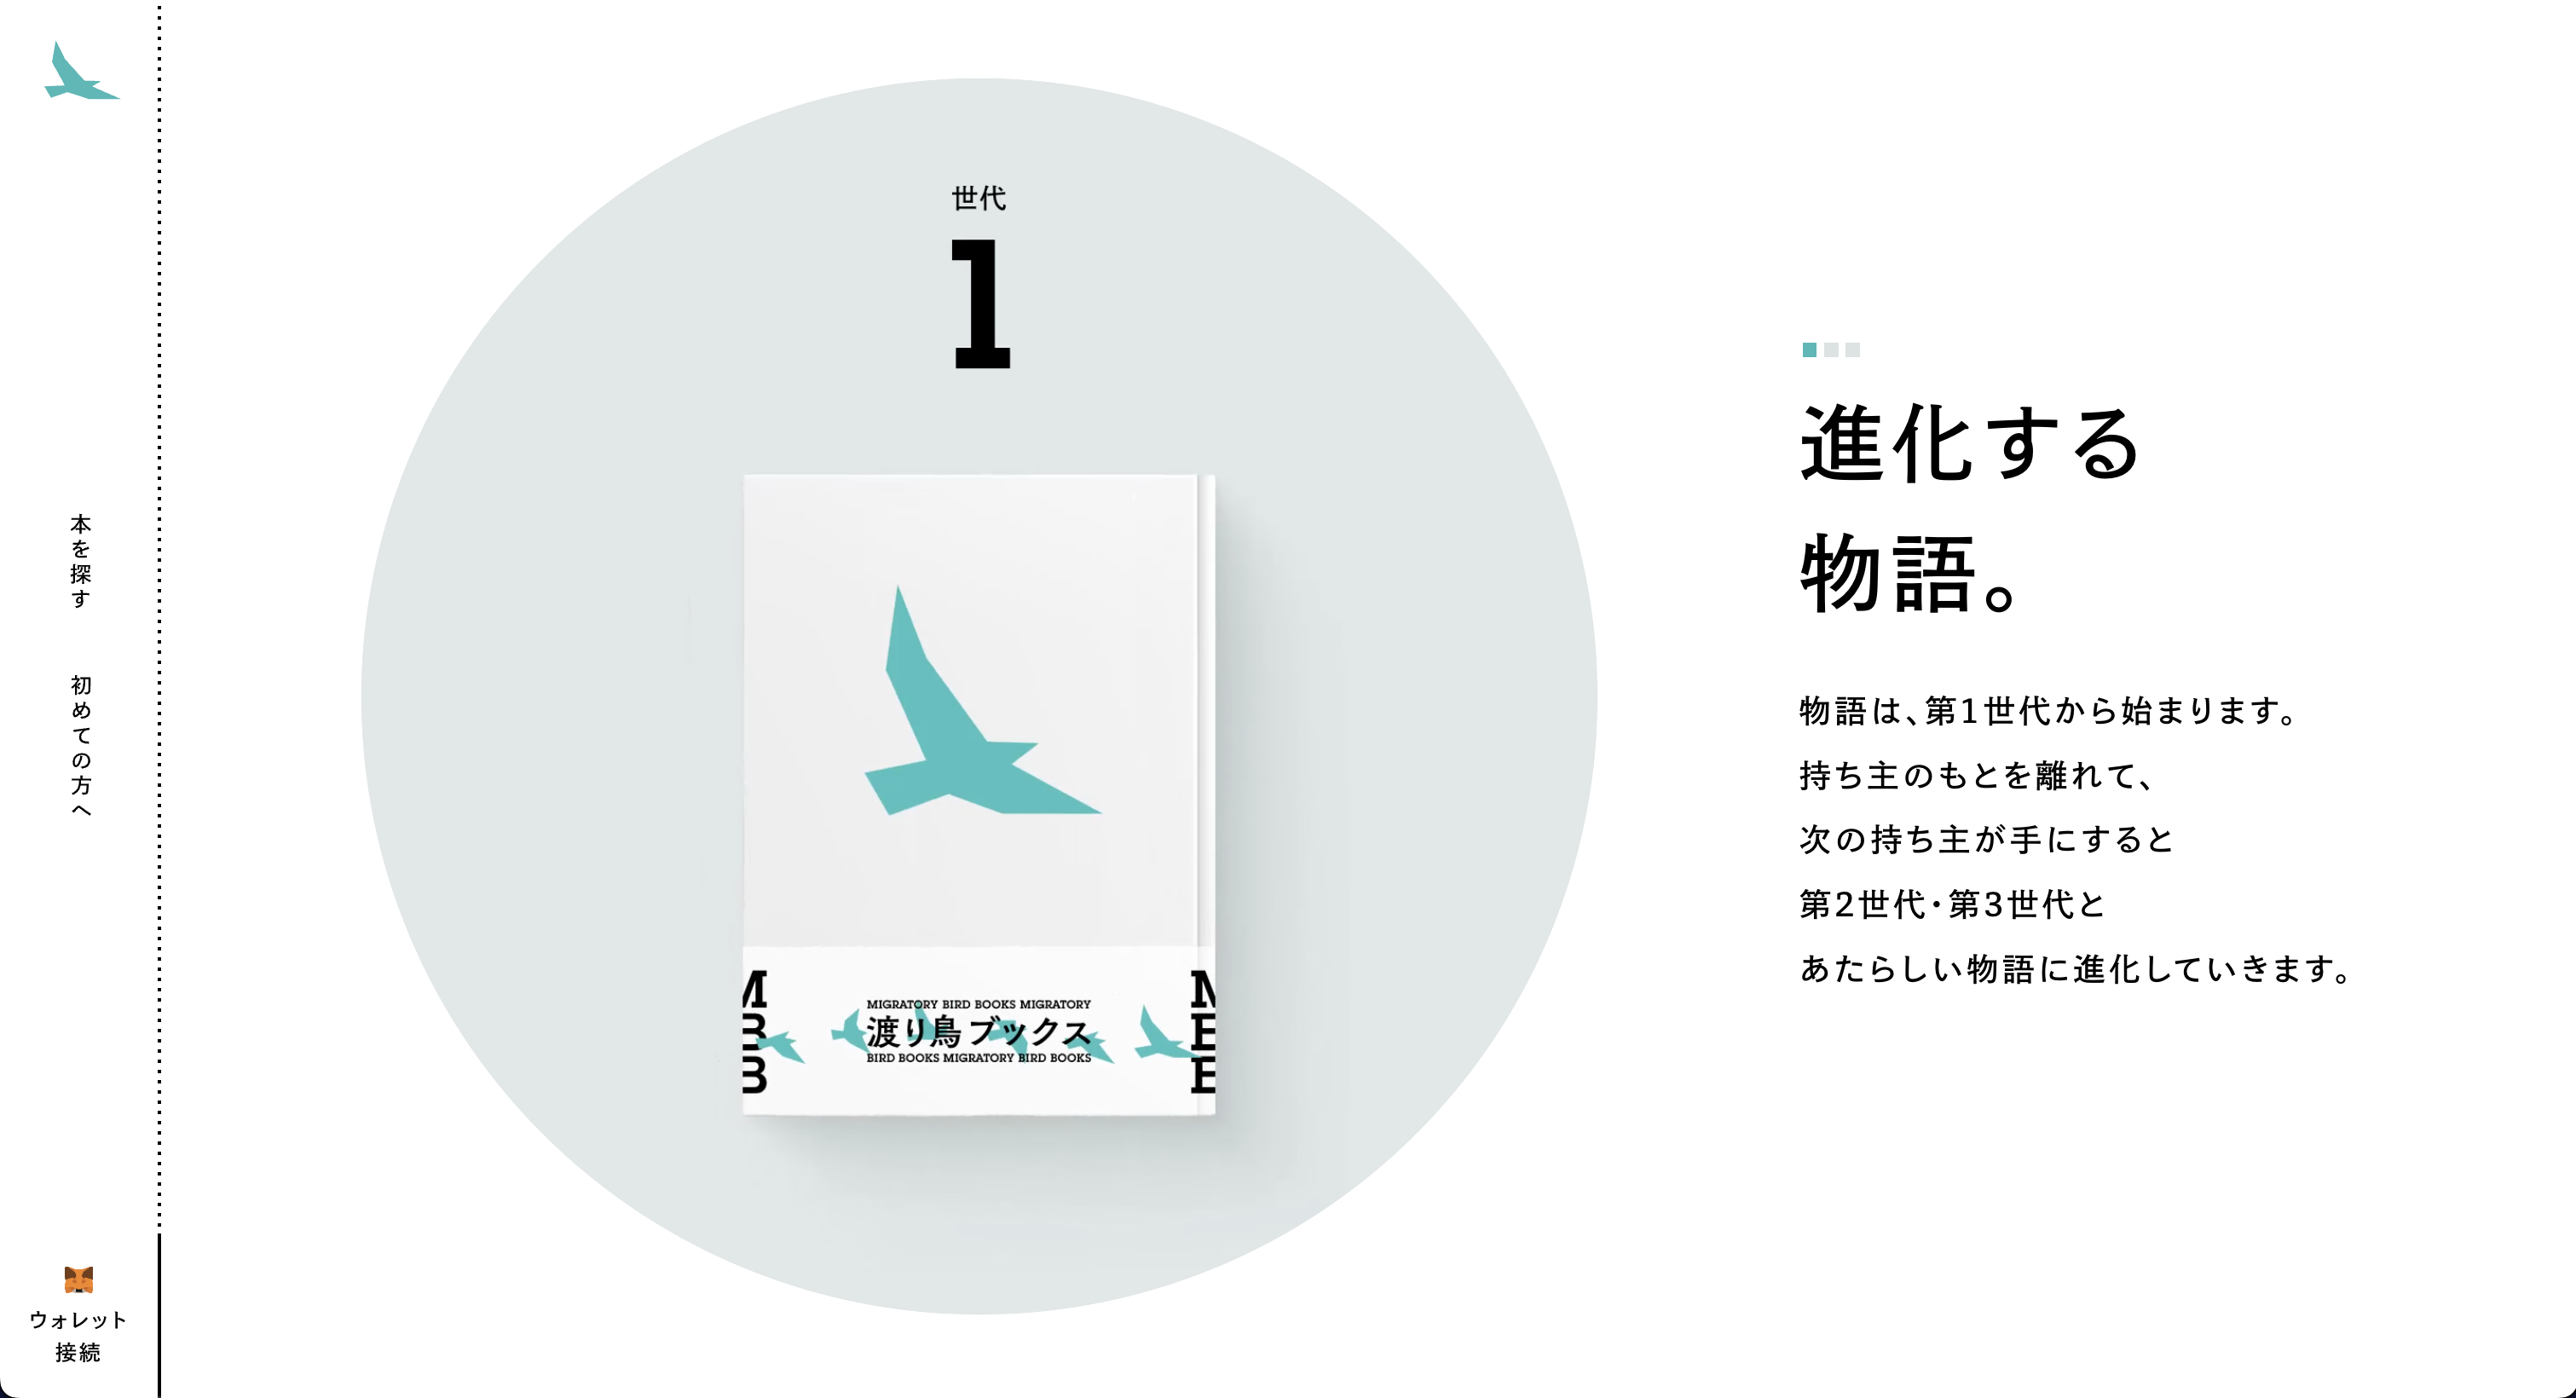 本を探す
初めての方へ
ウォレット
接続
世代
1
M
B
B
MIGRATORY BIRD BOOKS MIGRATORY
渡り鳥ブックス
BIRD BOOKS MIGRATORY BIRD BOOKS
進化する
物語。
物語は、第1世代から始まります。
持ち主のもとを離れて、
次の持ち主が手にすると
第2世代・第3世代と
あたらしい物語に進化していきます。